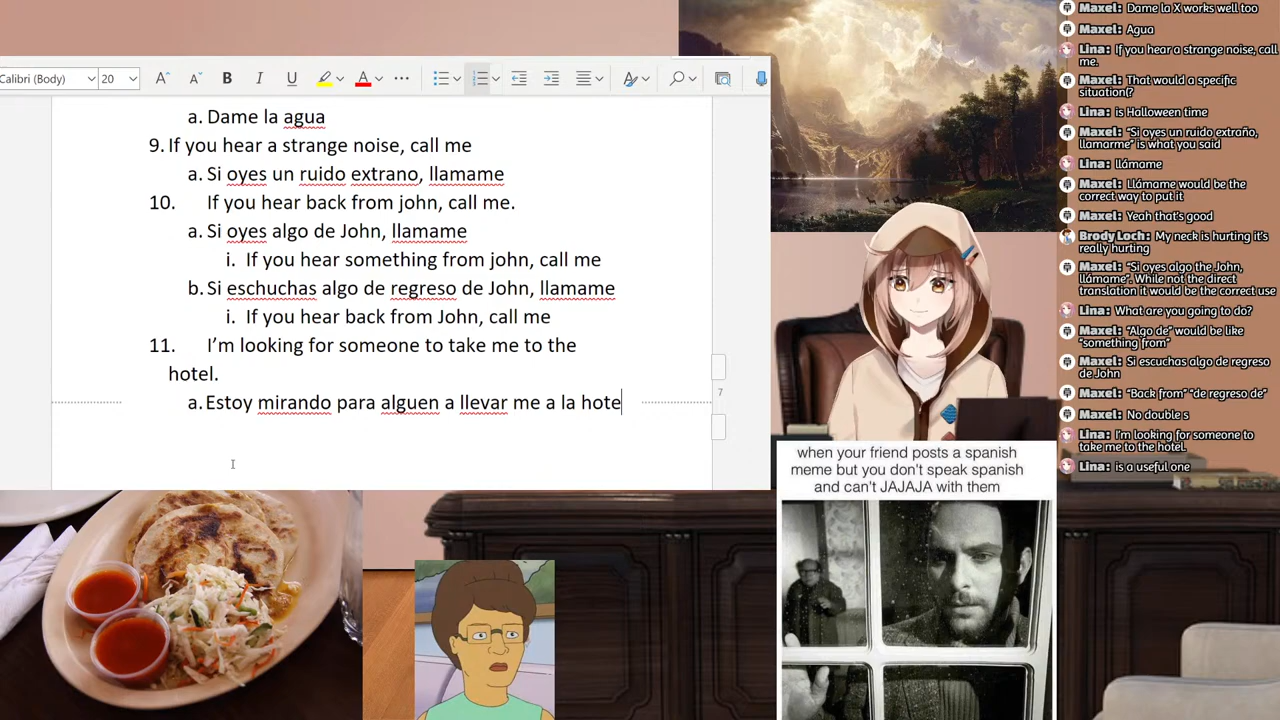 Calibri (Body)
20
a. Dame la agua
9. If you hear a strange noise, call me
a. Si oyes un ruido extrano, llamame
10. If you hear back from john, call me.
a. Si oyes algo de John, llamame
i. If you hear something from john, call me
b. Si eschuchas algo de regreso de John, llamame
i. If you hear back from John, call me
11. I'm looking for someone to take me to the
hotel.
a. Estoy mirando para alguen a llevar me a la hote
7
when your friend posts a spanish
meme but you don't speak spanish
and can't JAJAJA with them
Maxel: Dame la X works well too
Maxel: Agua
Lina: If you hear a strange noise, call
me.
Maxel: That would a specific
situation(?
Lina: is Halloween time
Maxel: "Si oyes un ruido extraño,
llamarme" is what you said
Lina: llámame
Maxel: Llámame would be the
correct way to put it
Maxel: Yeah that's good
Brody Loch: My neck is hurting it's
really hurting
Maxel: "Si oyes algo the John,
llámame". While not the direct
translation it would be the correct use
Lina: What are you going to do?
Maxel: "Algo de" would be like
"something from"
Maxel: Si escuchas algo de regreso
de John
Maxel: "Back from" "de regreso de"
Maxel: No double s
Lina: I'm looking for someone to
take me to the hotel.
Lina: is a useful one